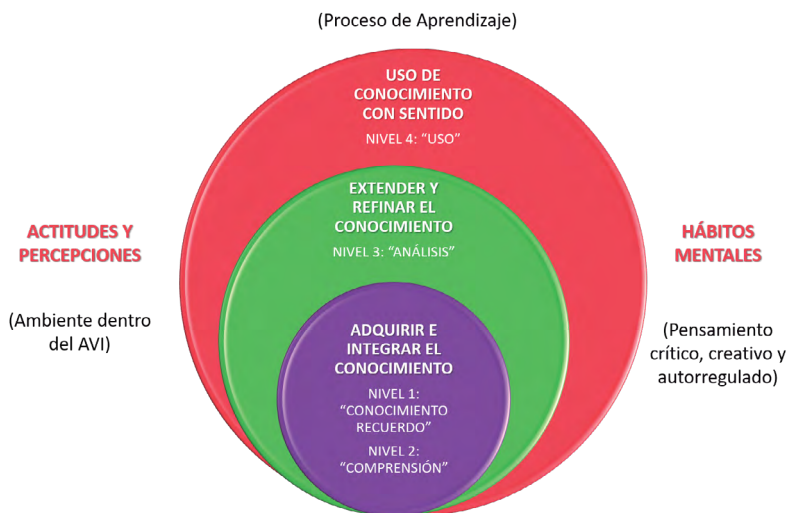 (Proceso de Aprendizaje)
USO DE
CONOCIMIENTO
CON SENTIDO
NIVEL 4: “USO”
EXTENDER Y
REFINAR EL
CONOCIMIENTO
NIVEL 3: “ANÁLISIS”
ACTITUDES Y
PERCEPCIONES
(Ambiente dentro
del AVI)
ADQUIRIR E
INTEGRAR EL
CONOCIMIENTO
NIVEL 1:
“CONOCIMIENTO
RECUERDO”
NIVEL 2:
“COMPRENSIÓN”
HÁBITOS
MENTALES
(Pensamiento
crítico, creativo y
autorregulado)